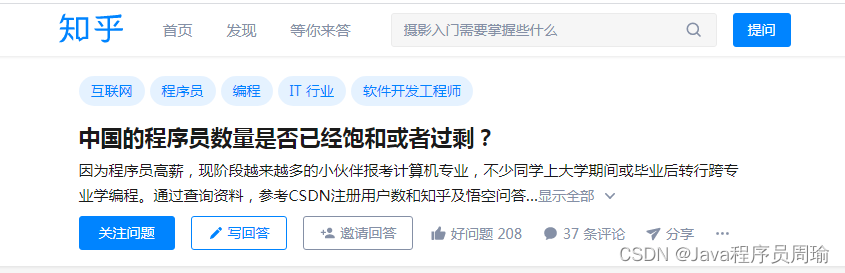 知乎 首页 发现 等你来答 摄影入门需要掌握些什么 提问
互联网 程序员 编程 IT 行业 软件开发工程师
中国的程序员数量是否已经饱和或者过剩？
因为程序员高薪，现阶段越来越多的小伙伴报考计算机专业，不少同学上大学期间或毕业后转行跨专
业学编程。通过查询资料，参考CSDN注册用户数和知乎及悟空问答...显示全部
关注问题 写回答 邀请回答 好问题 208 37 条评论 分享 ···
CSDN @Java程序员周瑜